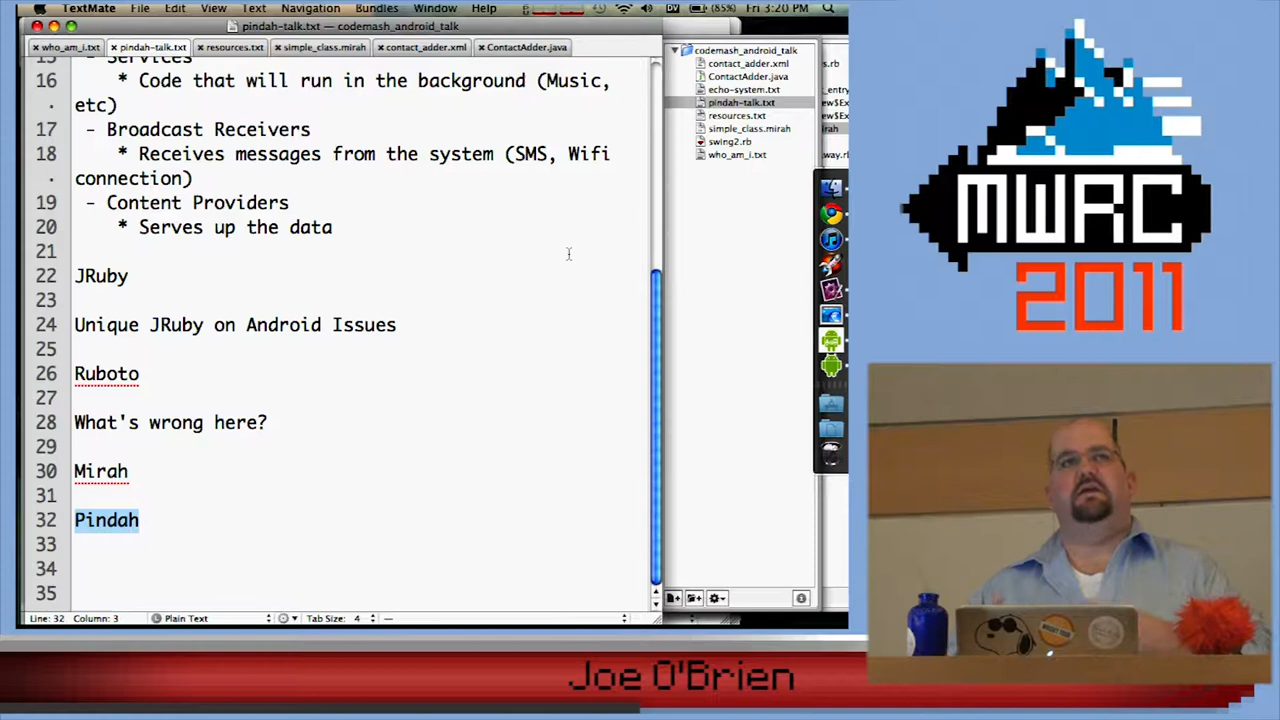 TextMate File Edit View Text Navigation Bundles Window Help (85%) Fri 3:20 PM
pindah-talk.txt — codemash_android_talk
who_am_i.txt pindah-talk.txt resources.txt simple_class.mirah contact_adder.xml ContactAdder.java
15 - Services
16 * Code that will run in the background (Music,
etc)
17 - Broadcast Receivers
18 * Receives messages from the system (SMS, Wifi
connection)
19 - Content Providers
20 * Serves up the data
21
22 JRuby
23
24 Unique JRuby on Android Issues
25
26 Ruboto
27
28 What's wrong here?
29
30 Mirah
31
32 Pindah
33
34
35
Line: 32 Column: 3 Plain Text Tab Size: 4
codemash_android_talk
contact_adder.xml
ContactAdder.java
echo-system.txt
pindah-talk.txt
resources.txt
simple_class.mirah
swing2.rb
who_am_i.txt
MWRC
2011
Joe O'Brien